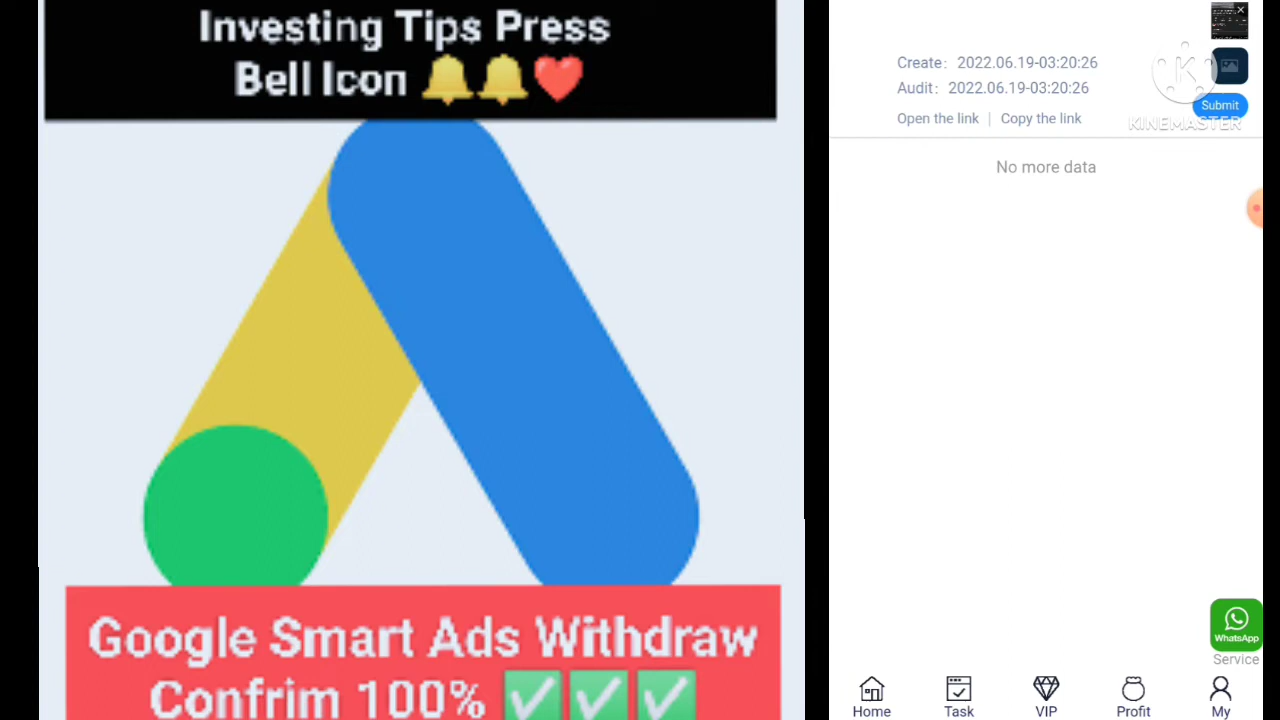 Investing Tips Press
Bell Icon 🔔🔔❤️
Google Smart Ads Withdraw
Confrim 100% ✅✅✅
Create: 2022.06.19-03:20:26
Audit: 2022.06.19-03:20:26
Open the link | Copy the link
Submit
KINEMASTER
No more data
WhatsApp
Service
Home
Task
VIP
Profit
My